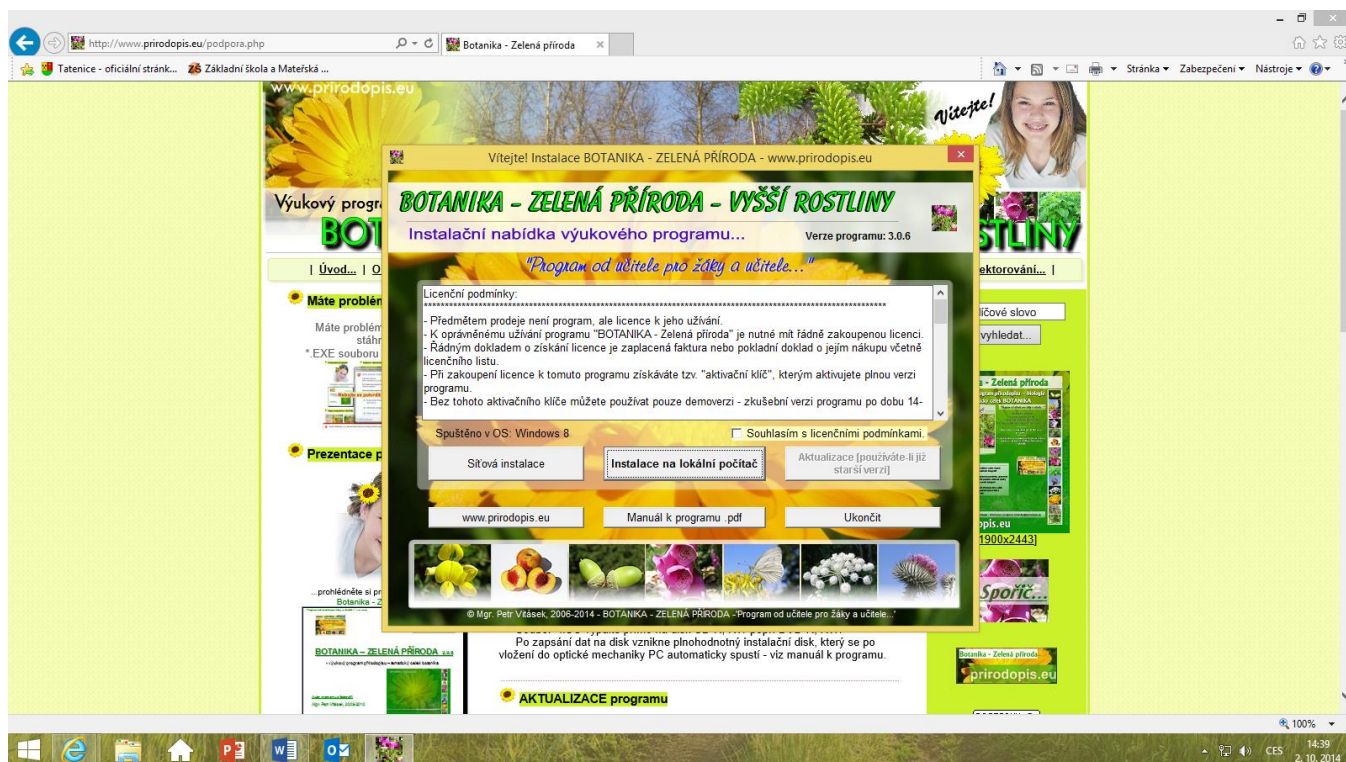 http://www.prirodopis.eu/podpora.php
Botanika - Zelená příroda
Tatenice - oficiální stránk...
Základní škola a Mateřská ...
Stránka
Zabezpečení
Nástroje
www.prirodopis.eu
Vítejte!
Výukový progr
BOT
STLINY
| Úvod... | O
ektorování... |
Vítejte! Instalace BOTANIKA - ZELENÁ PŘÍRODA - www.prirodopis.eu
BOTANIKA - ZELENÁ PŘÍRODA - VYŠŠÍ ROSTLINY
Instalační nabídka výukového programu...
Verze programu: 3.0.6
"Program od učitele pro žáky a učitele..."
Licenční podmínky:
- Předmětem prodeje není program, ale licence k jeho užívání.
- K oprávněnému užívání programu "BOTANIKA - Zelená příroda" je nutné mít řádně zakoupenou licenci.
- Řádným dokladem o získání licence je zaplacená faktura nebo pokladní doklad o jejím nákupu včetně
licenčního listu.
- Při zakoupení licence k tomuto programu získáváte tzv. "aktivační klíč", kterým aktivujete plnou verzi
programu.
- Bez tohoto aktivačního klíče můžete používat pouze demoverzi - zkušební verzi programu po dobu 14-
Spuštěno v OS: Windows 8
Souhlasím s licenčními podmínkami.
Síťová instalace
Instalace na lokální počítač
Aktualizace [používáte-li již
starší verzi]
www.prirodopis.eu
Manuál k programu .pdf
Ukončit
© Mgr. Petr Vitásek, 2006-2014 - BOTANIKA - ZELENÁ PŘÍRODA -"Program od učitele pro žáky a učitele..."
Máte problém
Máte problém
stáhr
*.EXE souboru
Prezentace p
...prohlédněte si pr
Botanika - Z
BOTANIKA – ZELENÁ PŘÍRODA
líčové slovo
vyhledat...
a - Zelená příroda
opis.eu
1900x2443]
Spořič...
Botanika - Zelená příroda
prirodopis.eu
Po zapsání dat na disk vznikne plnohodnotný instalační disk, který se po
vložení do optické mechaniky PC automaticky spustí - viz manuál k programu.
AKTUALIZACE programu
100%
CES
14:39
2. 10. 2014